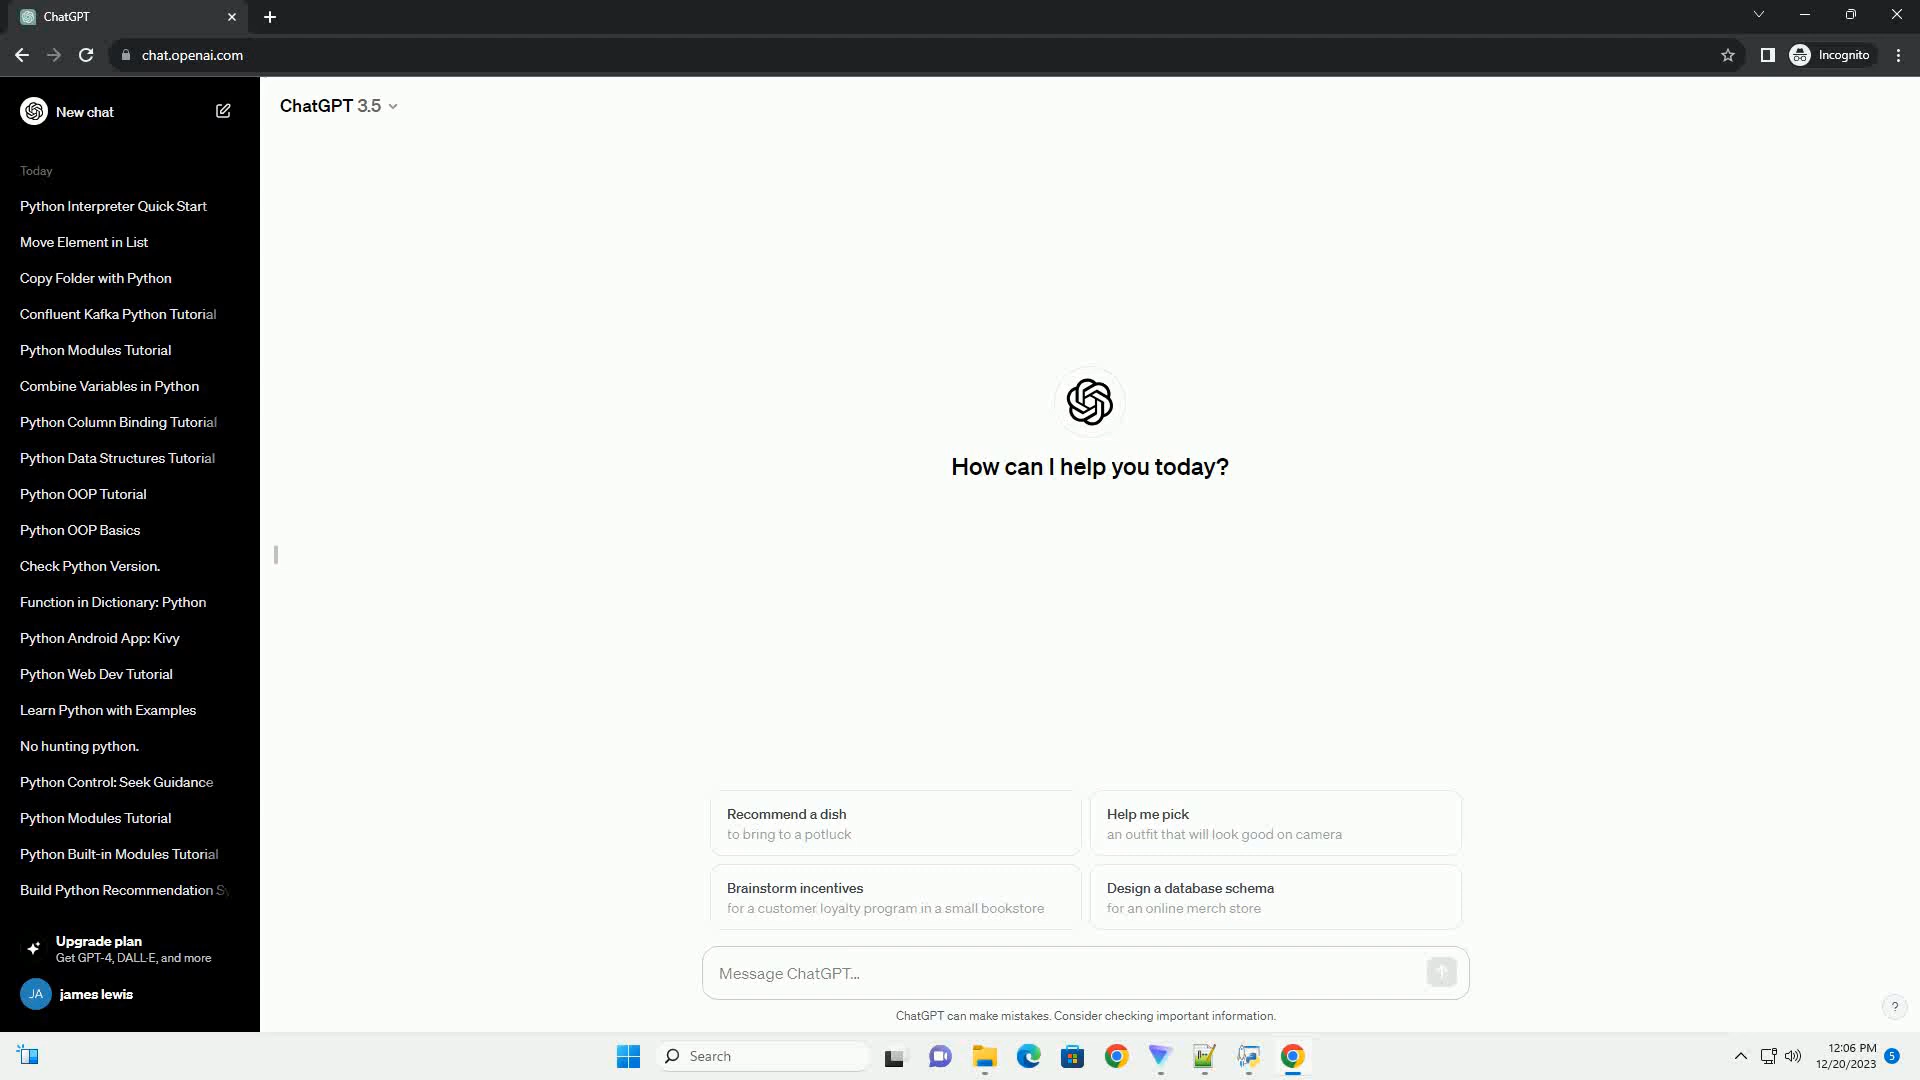 ChatGPT
chat.openai.com
Incognito
New chat
ChatGPT 3.5
Today
Python Interpreter Quick Start
Move Element in List
Copy Folder with Python
Confluent Kafka Python Tutorial
Python Modules Tutorial
Combine Variables in Python
Python Column Binding Tutorial
Python Data Structures Tutorial
Python OOP Tutorial
Python OOP Basics
Check Python Version.
Function in Dictionary: Python
Python Android App: Kivy
Python Web Dev Tutorial
Learn Python with Examples
No hunting python.
Python Control: Seek Guidance
Python Modules Tutorial
Python Built-in Modules Tutorial
Build Python Recommendation Sy
Upgrade plan
Get GPT-4, DALL·E, and more
JA
james lewis
How can I help you today?
Recommend a dish
to bring to a potluck
Help me pick
an outfit that will look good on camera
Brainstorm incentives
for a customer loyalty program in a small bookstore
Design a database schema
for an online merch store
Message ChatGPT...
ChatGPT can make mistakes. Consider checking important information.
?
Search
12:06 PM
12/20/2023
5